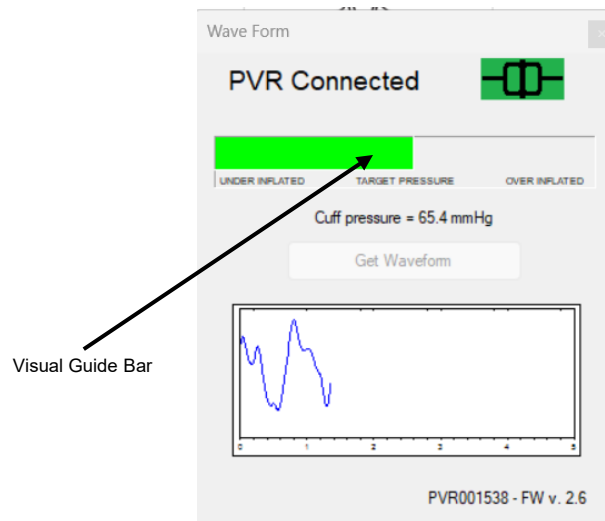 Wave Form
PVR Connected
UNDER INFLATED TARGET PRESSURE OVER INFLATED
Cuff pressure = 65.4 mmHg
Get Waveform
Visual Guide Bar
0 1 2 3 4 5
PVR001538 - FW v. 2.6